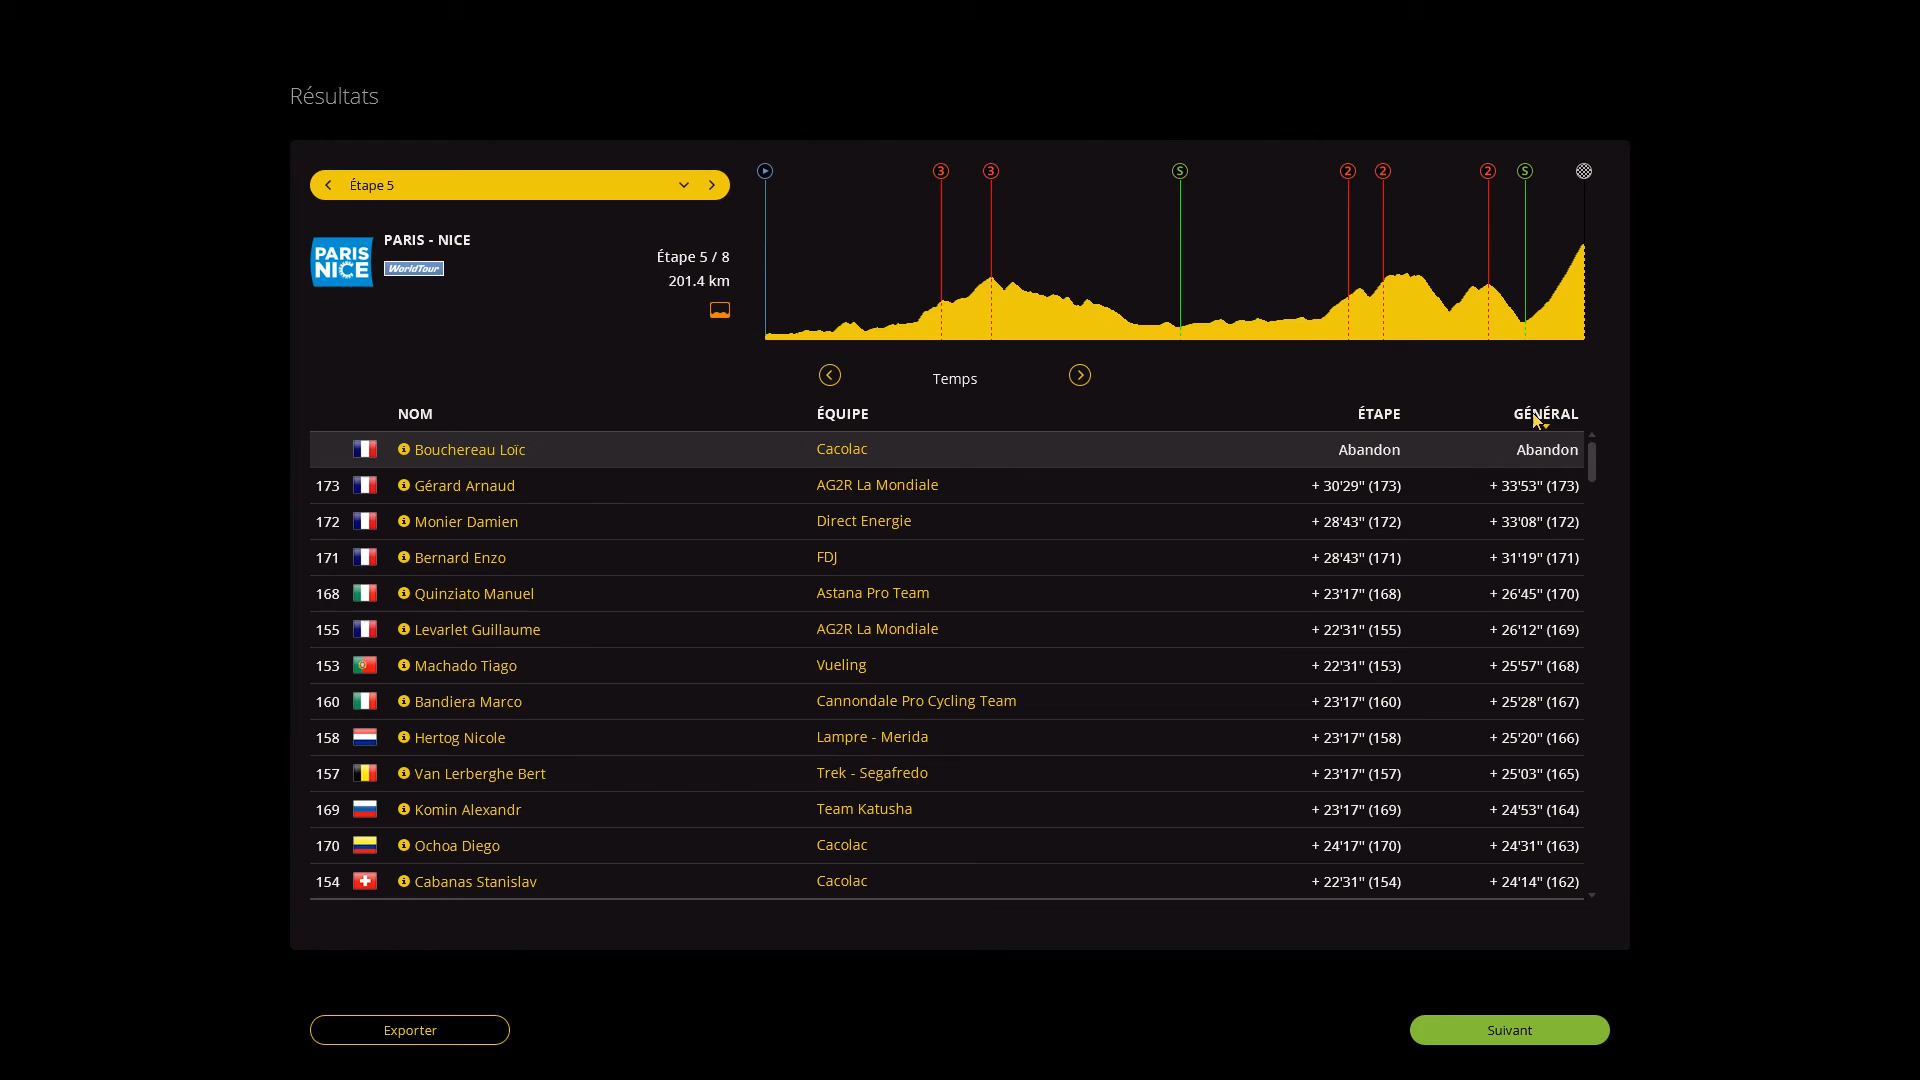 Résultats
Étape 5
3 3 S 2 2 2 S
PARIS NICE
PARIS - NICE
WorldTour
Étape 5 / 8
201.4 km
Temps
NOM ÉQUIPE ÉTAPE GÉNÉRAL
Bouchereau Loïc Cacolac Abandon Abandon
173 Gérard Arnaud AG2R La Mondiale + 30'29'' (173) + 33'53'' (173)
172 Monier Damien Direct Energie + 28'43'' (172) + 33'08'' (172)
171 Bernard Enzo FDJ + 28'43'' (171) + 31'19'' (171)
168 Quinziato Manuel Astana Pro Team + 23'17'' (168) + 26'45'' (170)
155 Levarlet Guillaume AG2R La Mondiale + 22'31'' (155) + 26'12'' (169)
153 Machado Tiago Vueling + 22'31'' (153) + 25'57'' (168)
160 Bandiera Marco Cannondale Pro Cycling Team + 23'17'' (160) + 25'28'' (167)
158 Hertog Nicole Lampre - Merida + 23'17'' (158) + 25'20'' (166)
157 Van Lerberghe Bert Trek - Segafredo + 23'17'' (157) + 25'03'' (165)
169 Komin Alexandr Team Katusha + 23'17'' (169) + 24'53'' (164)
170 Ochoa Diego Cacolac + 24'17'' (170) + 24'31'' (163)
154 Cabanas Stanislav Cacolac + 22'31'' (154) + 24'14'' (162)
Exporter
Suivant